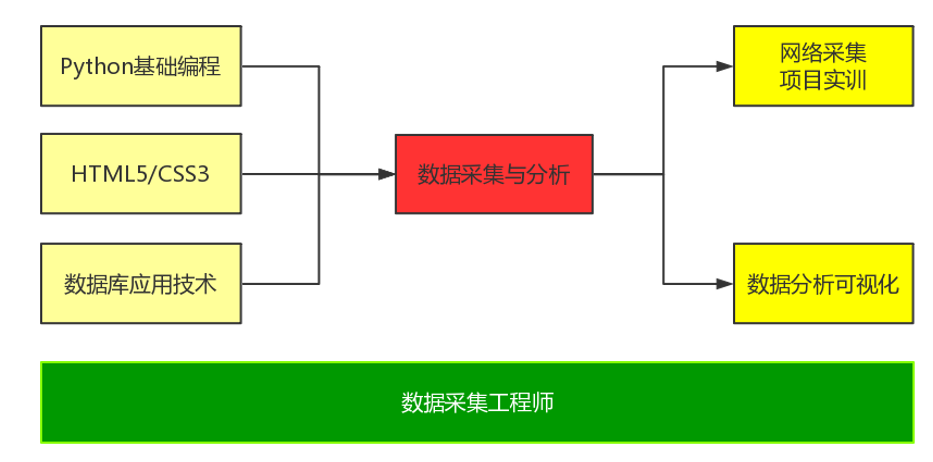 Python基础编程
HTML5/CSS3
数据库应用技术
数据采集与分析
网络采集
项目实训
数据分析可视化
数据采集工程师